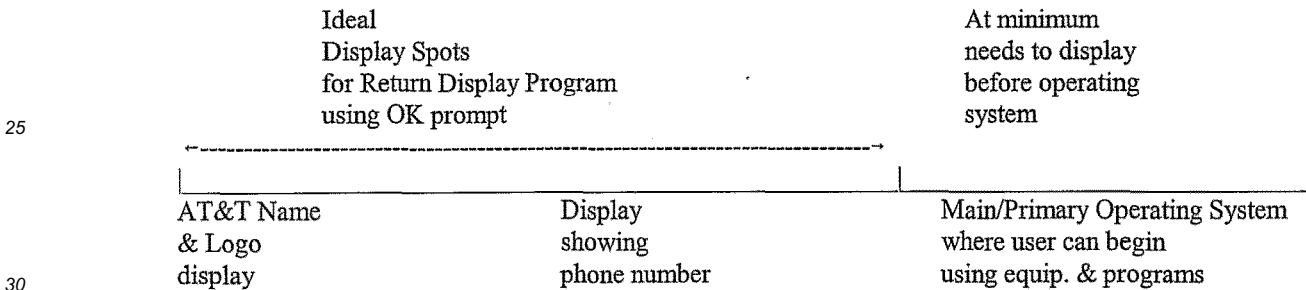 Ideal At minimum
Display Spots needs to display
for Return Display Program before operating
using OK prompt system
25
AT&T Name Display Main/Primary Operating System
& Logo showing where user can begin
display phone number using equip. & programs
30